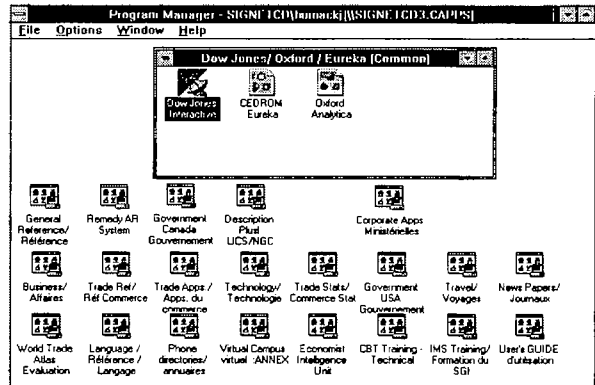 Program Manager - SIGNETCD\
File Options Window Help
Dow Jones/ Oxford / Eureka [Common]
Dow Jones CEDROM Oxford
Interactive Eureka Analytica
General Remedy AR Government Description Corporate Apps
Reference/ System Canada Plus! Ministérielles
Référence Gouvernement UCS/NGC
Business/ Trade Ref/ Trade Apps./ Technology/ Trade Stats/ Government Travel/ News Papers/
Affaires Réf Commerce Apps. du Technologie Commerce Stat USA Voyages Journaux
commerce Gouvernement
World Trade Language / Phone Virtual Campus Economist CBT Training - IMS Training/ User's GUIDE
Atlas Référence / directories/ virtuel :ANNEX Intelligence Technical Formation du d'utilisation
Evaluation Langage annuaires Unit SGI